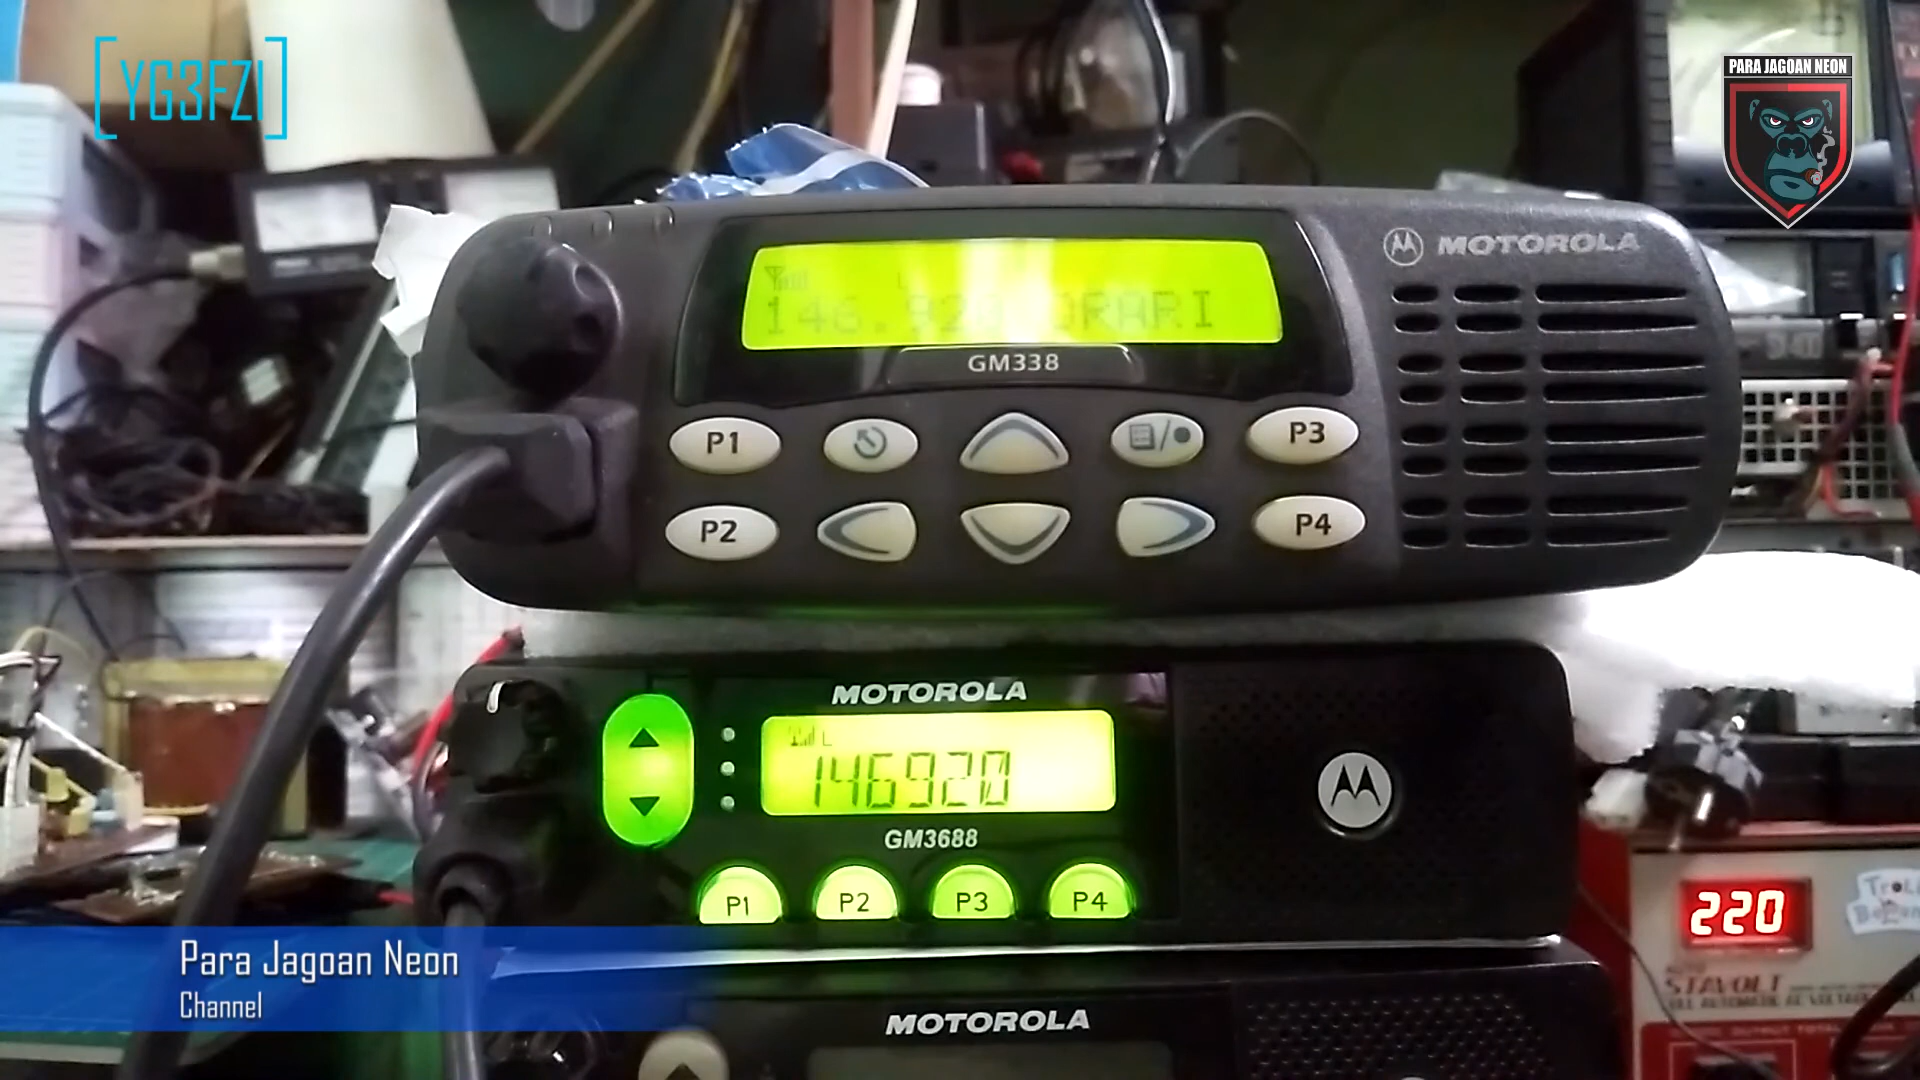 [YG3FZI]
PARA JAGOAN NEON
MOTOROLA
146.920 ORARI
GM338
P1
P3
P2
P4
MOTOROLA
L
146920
GM3688
P1
P2
P3
P4
220
STAVOLT
Para Jagoan Neon
Channel
MOTOROLA